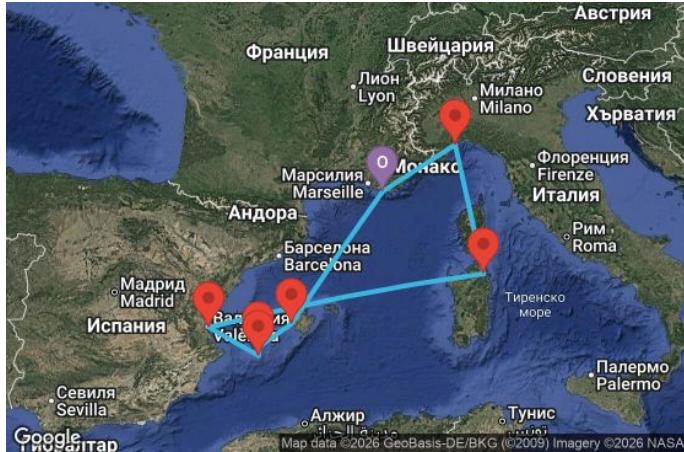 Австрия
Франция
Швейцария
Лион
Lyon
Милано
Milano
Словения
Хърватия
O
Марсилия
Marseille
Монако
Флоренция
Firenze
Италия
Андора
Барселона
Barcelona
Рим
Roma
Мадрид
Madrid
Испания
València
Тиренско
море
Севиля
Sevilla
Палермо
Palermo
Алжир
Тунис
تونس
Google
Map data ©2026 GeoBasis-DE/BKG (©2009) Imagery ©2026 NASA